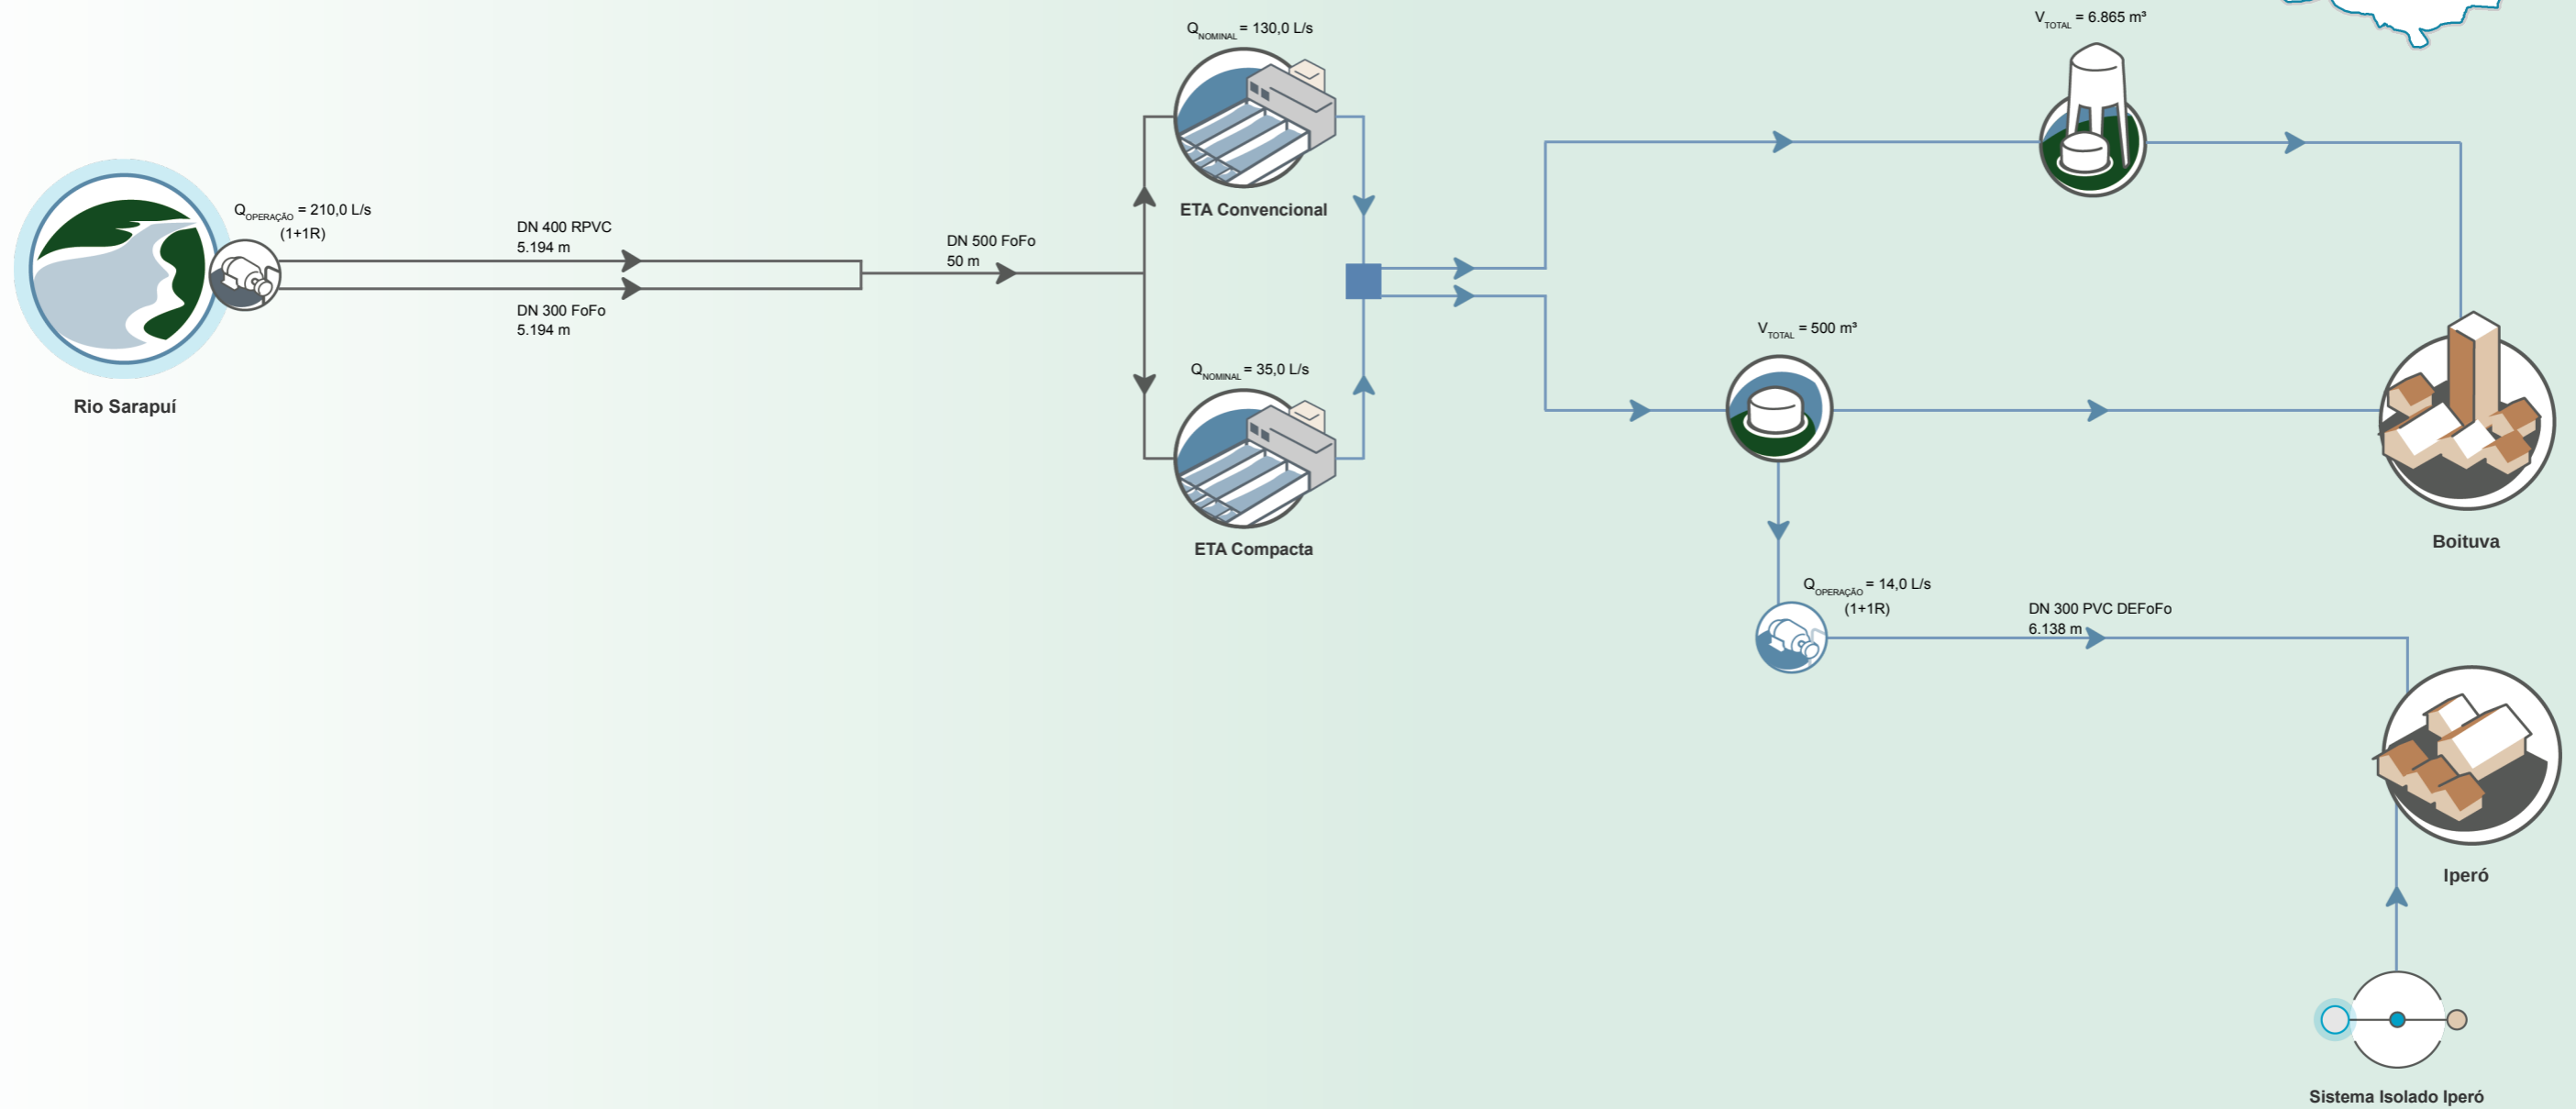 Q_NOMINAL = 130,0 L/s
ETA Convencional
V_TOTAL = 6.865 m³
Q_OPERAÇÃO = 210,0 L/s
(1+1R)
DN 400 RPVC
5.194 m
DN 300 FoFo
5.194 m
Rio Sarapuí
DN 500 FoFo
50 m
Q_NOMINAL = 35,0 L/s
ETA Compacta
V_TOTAL = 500 m³
Boituva
Q_OPERAÇÃO = 14,0 L/s
(1+1R)
DN 300 PVC DEFoFo
6.138 m
Iperó
Sistema Isolado Iperó